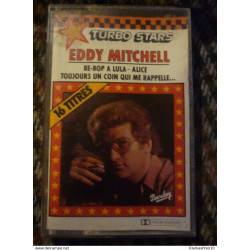 TURBO STARS
EDDY MITCHELL
BE-BOP A LULA - ALICE
TOUJOURS UN COIN QUI ME RAPPELLE...
16 TITRES
Barclay